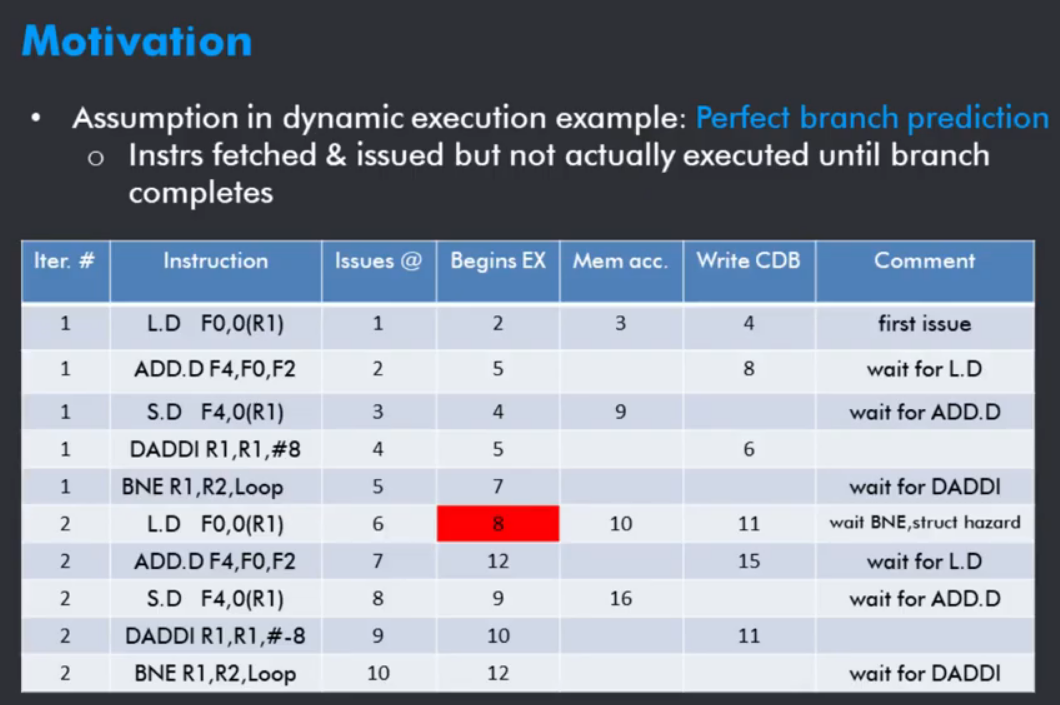 Motivation
• Assumption in dynamic execution example: Perfect branch prediction
o Instrs fetched & issued but not actually executed until branch
completes
Iter. # Instruction Issues @ Begins EX Mem acc. Write CDB Comment
1 L.D F0,0(R1) 1 2 3 4 first issue
1 ADD.D F4,F0,F2 2 5 8 wait for L.D
1 S.D F4,0(R1) 3 4 9 wait for ADD.D
1 DADDI R1,R1,#8 4 5 6
1 BNE R1,R2,Loop 5 7 wait for DADDI
2 L.D F0,0(R1) 6 8 10 11 wait BNE,struct hazard
2 ADD.D F4,F0,F2 7 12 15 wait for L.D
2 S.D F4,0(R1) 8 9 16 wait for ADD.D
2 DADDI R1,R1,#-8 9 10 11
2 BNE R1,R2,Loop 10 12 wait for DADDI